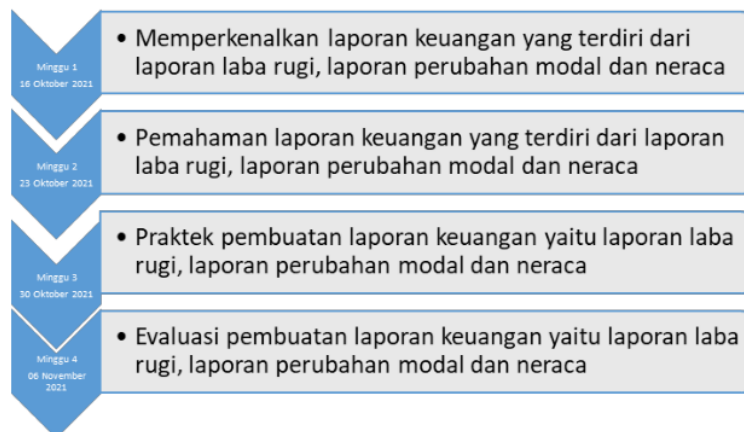 Minggu 1
16 Oktober 2021
• Memperkenalkan laporan keuangan yang terdiri dari
laporan laba rugi, laporan perubahan modal dan neraca
Minggu 2
23 Oktober 2021
• Pemahaman laporan keuangan yang terdiri dari laporan
laba rugi, laporan perubahan modal dan neraca
Minggu 3
30 Oktober 2021
• Praktek pembuatan laporan keuangan yaitu laporan laba
rugi, laporan perubahan modal dan neraca
Minggu 4
06 November
2021
• Evaluasi pembuatan laporan keuangan yaitu laporan laba
rugi, laporan perubahan modal dan neraca